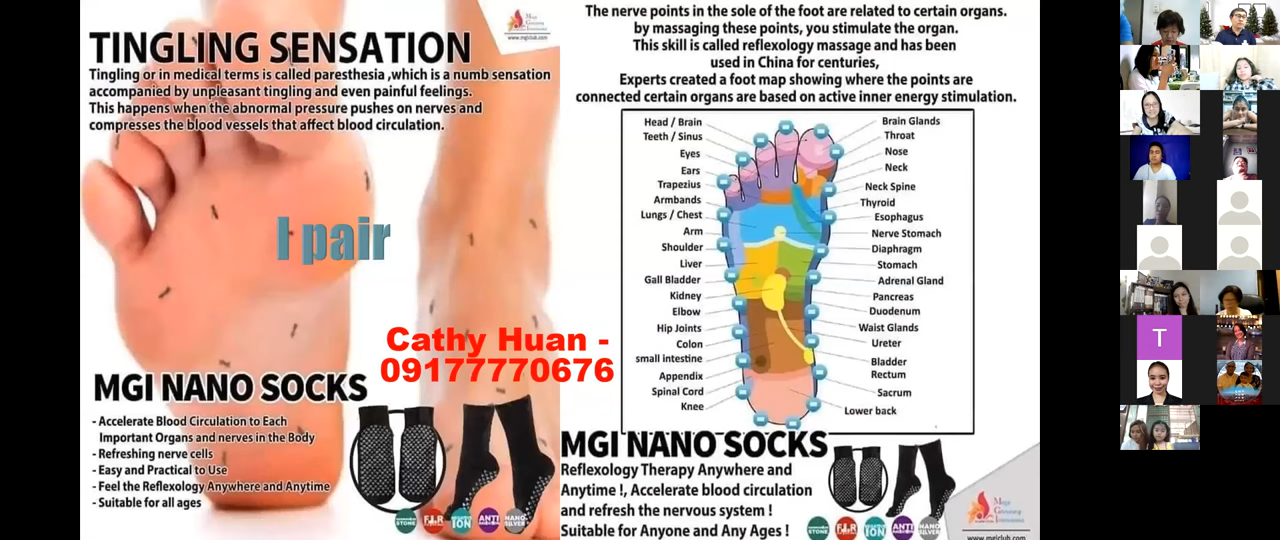 TINGLING SENSATION
Tingling or in medical terms is called paresthesia ,which is a numb sensation
accompanied by unpleasant tingling and even painful feelings.
This happens when the abnormal pressure pushes on nerves and
compresses the blood vessels that affect blood circulation.
www.mgiclub.com
I pair
Cathy Huan -
09177770676
MGI NANO SOCKS
- Accelerate Blood Circulation to Each
Important Organs and nerves in the Body
- Refreshing nerve cells
- Easy and Practical to Use
- Feel the Reflexology Anywhere and Anytime
- Suitable for all ages
STONE
F.I.R
ION
ANTI
NANO
SILVER
The nerve points in the sole of the foot are related to certain organs.
by massaging these points, you stimulate the organ.
This skill is called reflexology massage and has been
used in China for centuries,
Experts created a foot map showing where the points are
connected certain organs are based on active inner energy stimulation.
Head / Brain
Teeth / Sinus
Eyes
Ears
Trapezius
Armbands
Lungs / Chest
Arm
Shoulder
Liver
Gall Bladder
Kidney
Elbow
Hip Joints
Colon
small intestine
Appendix
Spinal Cord
Knee
Brain Glands
Throat
Nose
Neck
Neck Spine
Thyroid
Esophagus
Nerve Stomach
Diaphragm
Stomach
Adrenal Gland
Pancreas
Duodenum
Waist Glands
Ureter
Bladder
Rectum
Sacrum
Lower back
MGI NANO SOCKS
Reflexology Therapy Anywhere and
Anytime !, Accelerate blood circulation
and refresh the nervous system !
Suitable for Anyone and Any Ages !
STONE
F.I.R
ION
ANTI
NANO
SILVER
www.mgiclub.com
T